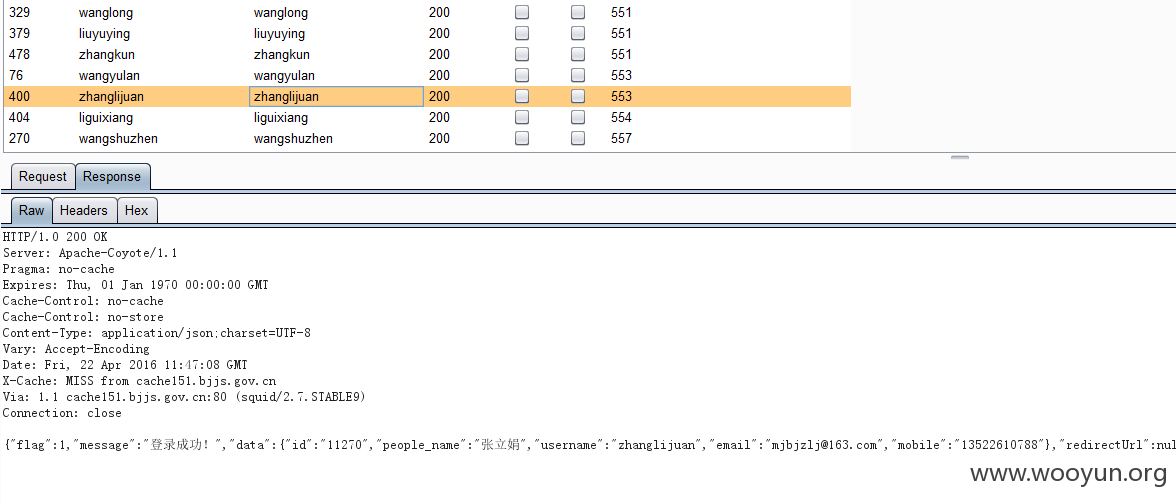 329 wanglong wanglong 200 551
379 liuyuying liuyuying 200 551
478 zhangkun zhangkun 200 551
76 wangyulan wangyulan 200 553
400 zhanglijuan zhanglijuan 200 553
404 liguixiang liguixiang 200 554
270 wangshuzhen wangshuzhen 200 557
Request Response
Raw Headers Hex
HTTP/1.0 200 OK
Server: Apache-Coyote/1.1
Pragma: no-cache
Expires: Thu, 01 Jan 1970 00:00:00 GMT
Cache-Control: no-cache
Cache-Control: no-store
Content-Type: application/json;charset=UTF-8
Vary: Accept-Encoding
Date: Fri, 22 Apr 2016 11:47:08 GMT
X-Cache: MISS from cache151.bjjs.gov.cn
Via: 1.1 cache151.bjjs.gov.cn:80 (squid/2.7.STABLE9)
Connection: close
{"flag":1,"message":"登录成功！","data":{"id":"11270","people_name":"张立娟","username":"zhanglijuan","email":"mjbjzlj@163.com","mobile":"13522610788"},"redirectUrl":nul
www.wooyun.org